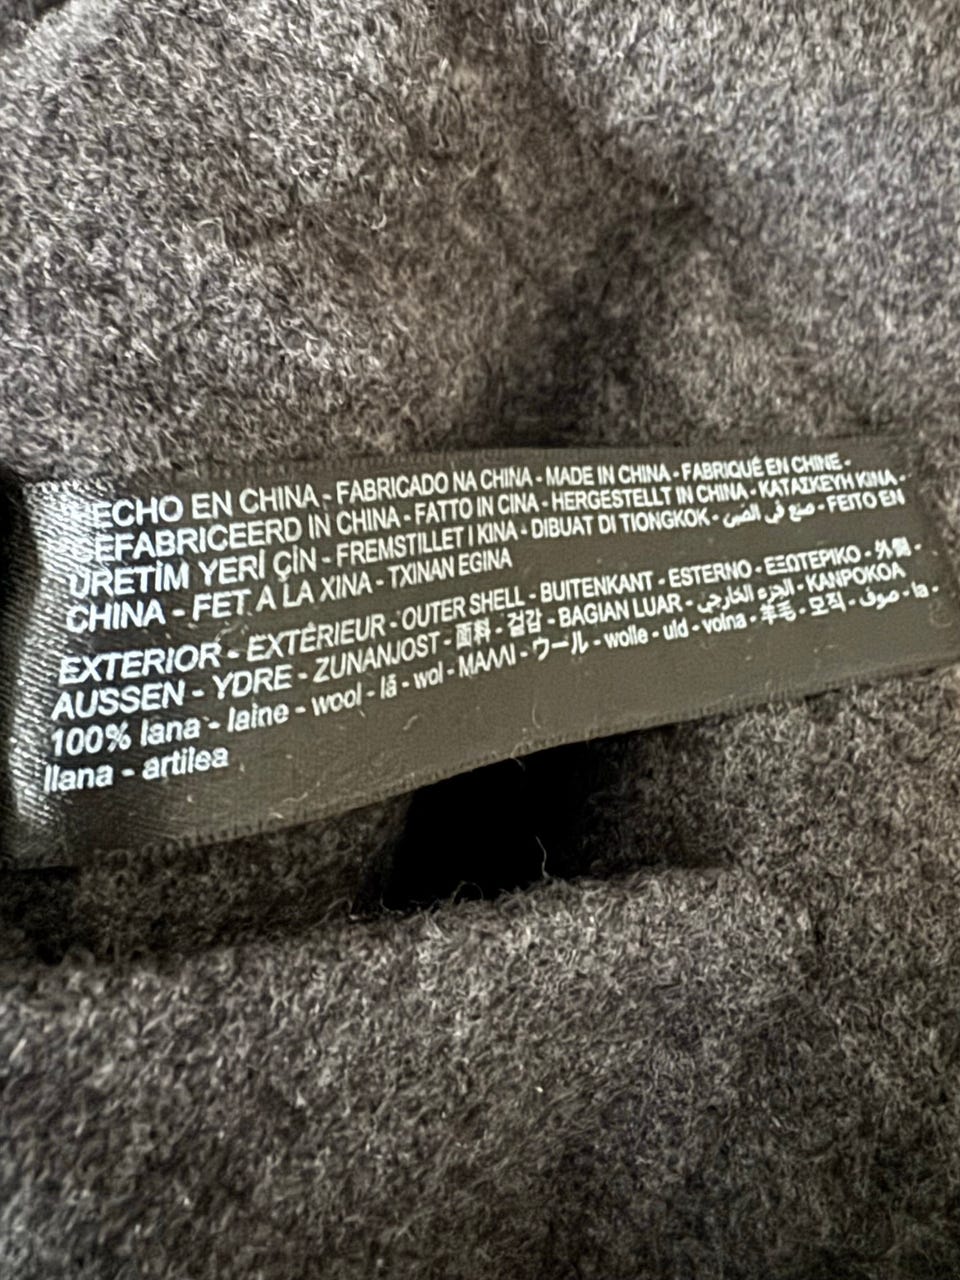 HECHO EN CHINA - FABRICADO NA CHINA - MADE IN CHINA - FABRIQUÉ EN CHINE -
GEFABRICEERD IN CHINA - FATTO IN CINA - HERGESTELLT IN CHINA - ΚΑΤΑΣΚΕΥΗ ΚΙΝΑ -
ÜRETİM YERİ ÇİN - FREMSTILLET I KINA - DIBUAT DI TIONGKOK - صنع في الصين - FEITO EN
CHINA - FET A LA XINA - TXINAN EGINA
EXTERIOR - EXTÉRIEUR - OUTER SHELL - BUITENKANT - ESTERNO - ΕΞΩΤΕΡΙΚΟ - 外側 -
AUSSEN - YDRE - ZUNANJOST - 面料 - 겉감 - BAGIAN LUAR - الجزء الخارجي - KANPOKOA
100% lana - laine - wool - lã - wol - ΜΑΛΛΙ - ウール - wolle - uld - volna - 羊毛 - 모직 - صوف - la -
llana - artilea